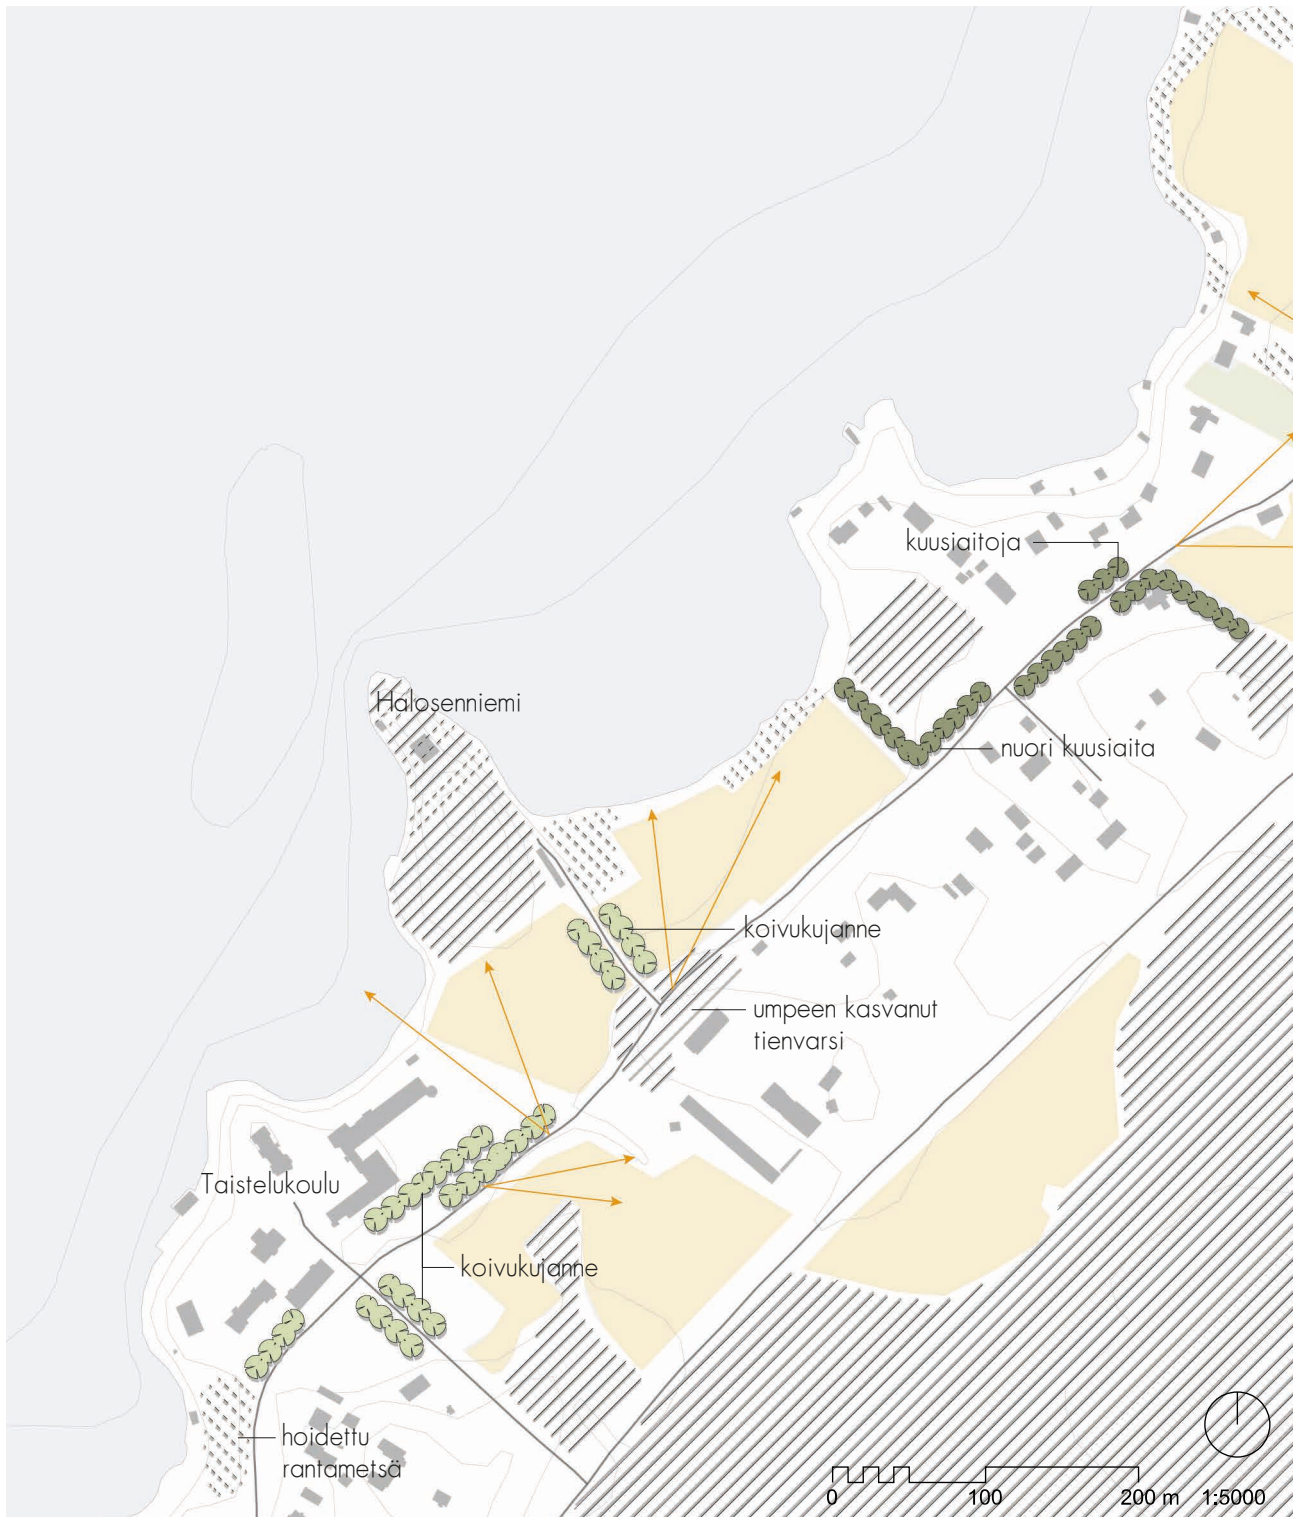 kuusiaitoja
Halosenniemi
nuori kuusiaita
koivukujanne
umpeen kasvanut
tienvarsi
Taistelukoulu
koivukujanne
hoidettu
rantametsä
0 100 200 m 1:5000